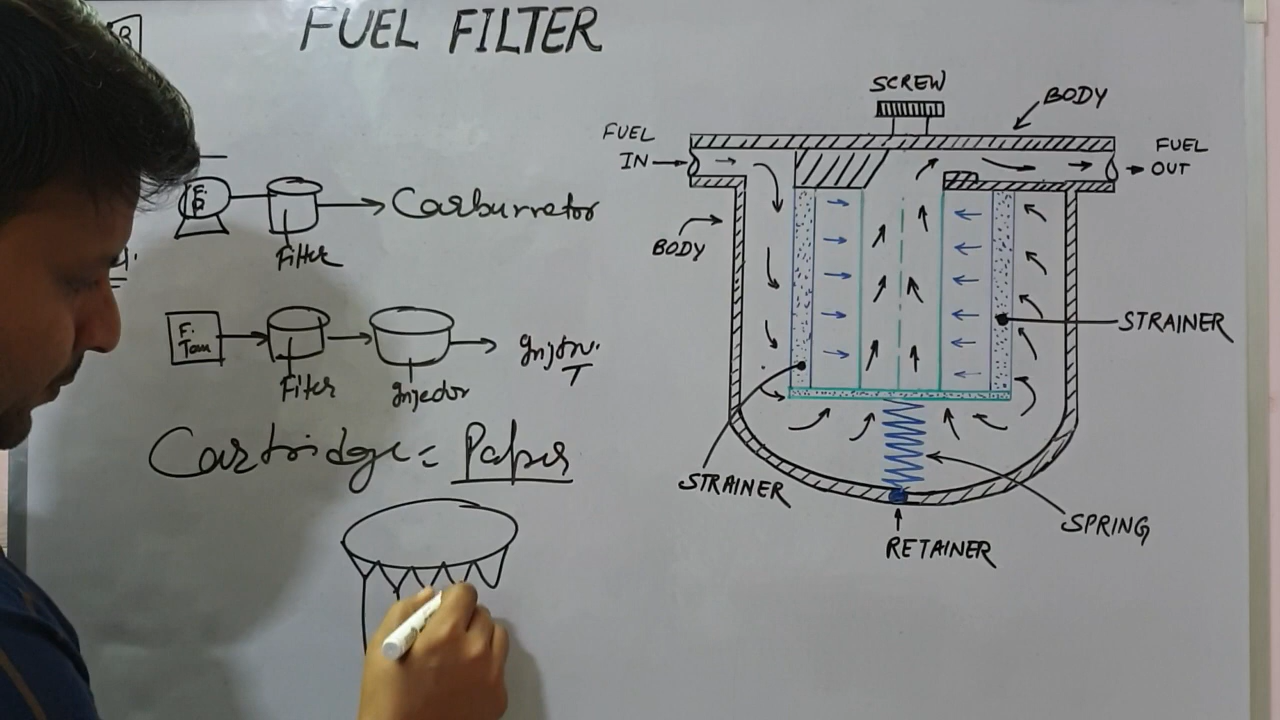 FUEL FILTER
B
SCREW
BODY
FUEL
IN
FUEL
OUT
BODY
F.
Carburretor
Filter
F.
Tan
Filter
Injector
STRAINER
Cartridge = Paper
STRAINER
SPRING
RETAINER